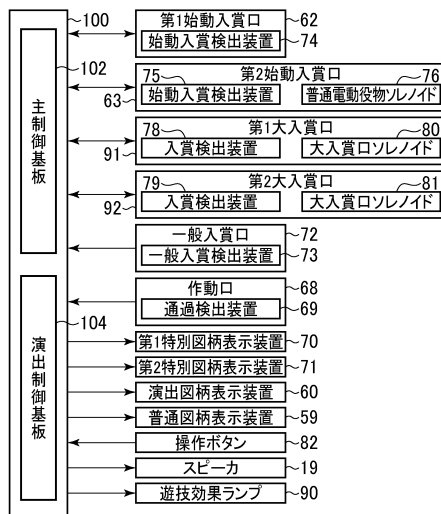 100
102
主制御基板
104
演出制御基板
第1始動入賞口
62
始動入賞検出装置
74
75
第2始動入賞口
76
63
始動入賞検出装置
普通電動役物ソレノイド
78
第1大入賞口
80
91
入賞検出装置
大入賞口ソレノイド
79
第2大入賞口
81
92
入賞検出装置
大入賞口ソレノイド
一般入賞口
72
一般入賞検出装置
73
作動口
68
通過検出装置
69
第1特別図柄表示装置
70
第2特別図柄表示装置
71
演出図柄表示装置
60
普通図柄表示装置
59
操作ボタン
82
スピーカ
19
遊技効果ランプ
90